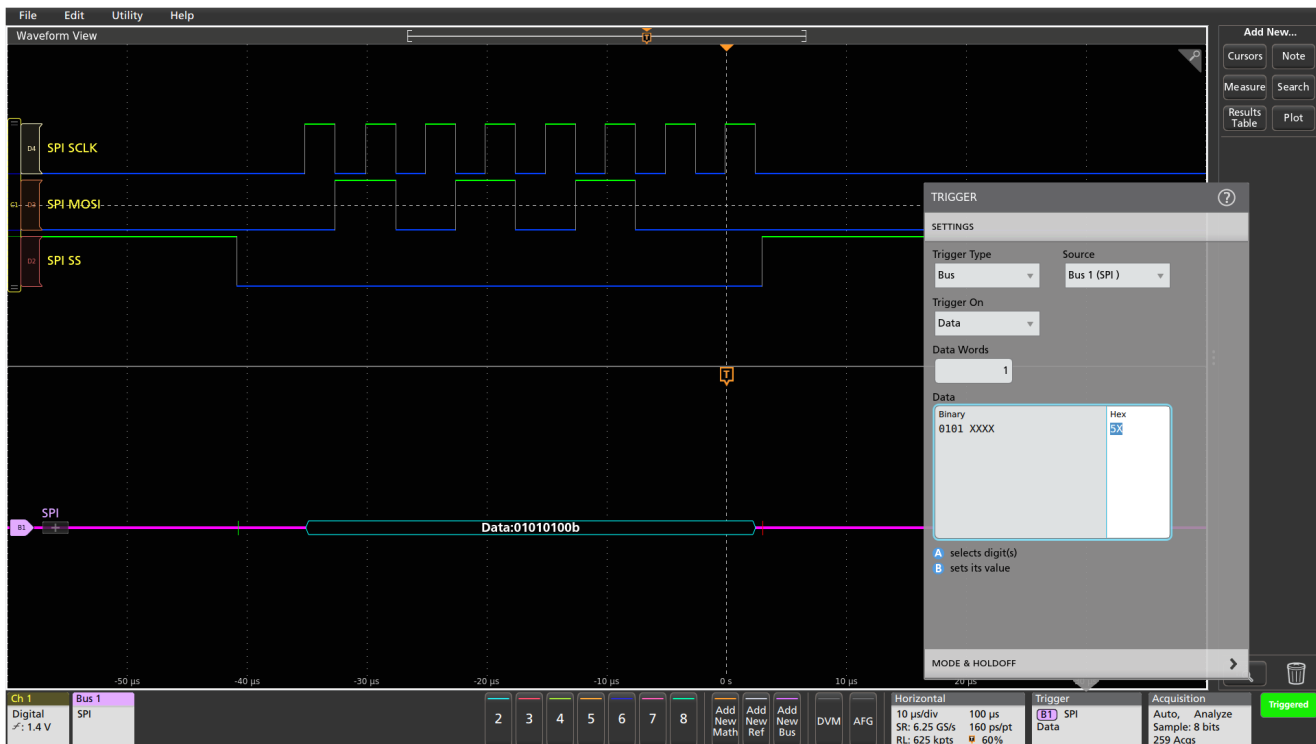 File Edit Utility Help
Waveform View
Add New...
Cursors Note
Measure Search
Results Table Plot
T
D4 SPI SCLK
C1 D3 SPI MOSI
D2 SPI SS
T
B1 SPI +
Data:01010100b
TRIGGER ?
SETTINGS
Trigger Type Source
Bus Bus 1 (SPI )
Trigger On
Data
Data Words
1
Data
Binary Hex
0101 XXXX 5X
A selects digit(s)
B sets its value
MODE & HOLDOFF
-50 µs -40 µs -30 µs -20 µs -10 µs 0 s 10 µs 20 µs
Ch 1
Digital
: 1.4 V
Bus 1
SPI
2 3 4 5 6 7 8
Add New Math
Add New Ref
Add New Bus
DVM AFG
Horizontal
10 µs/div 100 µs
SR: 6.25 GS/s 160 ps/pt
RL: 625 kpts 60%
Trigger
B1 SPI
Data
Acquisition
Auto, Analyze
Sample: 8 bits
259 Acqs
Triggered